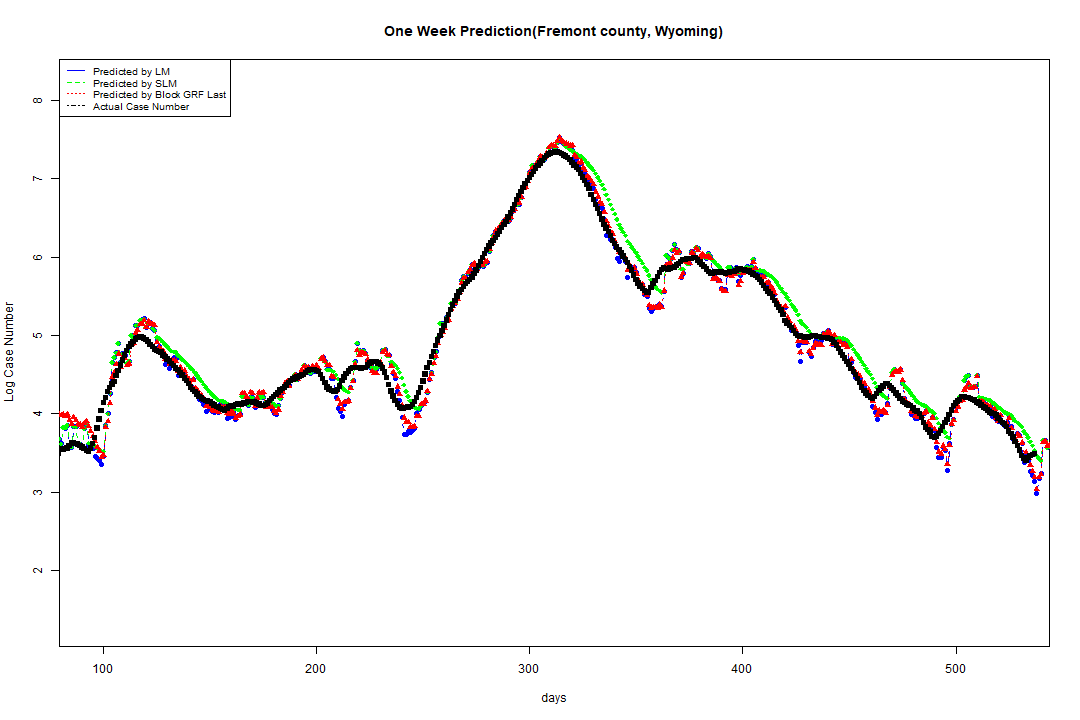 One Week Prediction(Fremont county, Wyoming)
Predicted by LM
Predicted by SLM
Predicted by Block GRF Last
Actual Case Number
8
7
6
5
4
3
2
Log Case Number
100 200 300 400 500
days